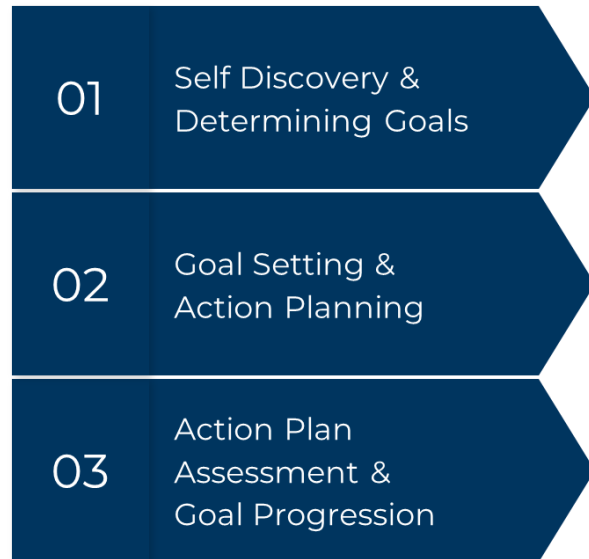 01
Self Discovery &
Determining Goals
02
Goal Setting &
Action Planning
03
Action Plan
Assessment &
Goal Progression